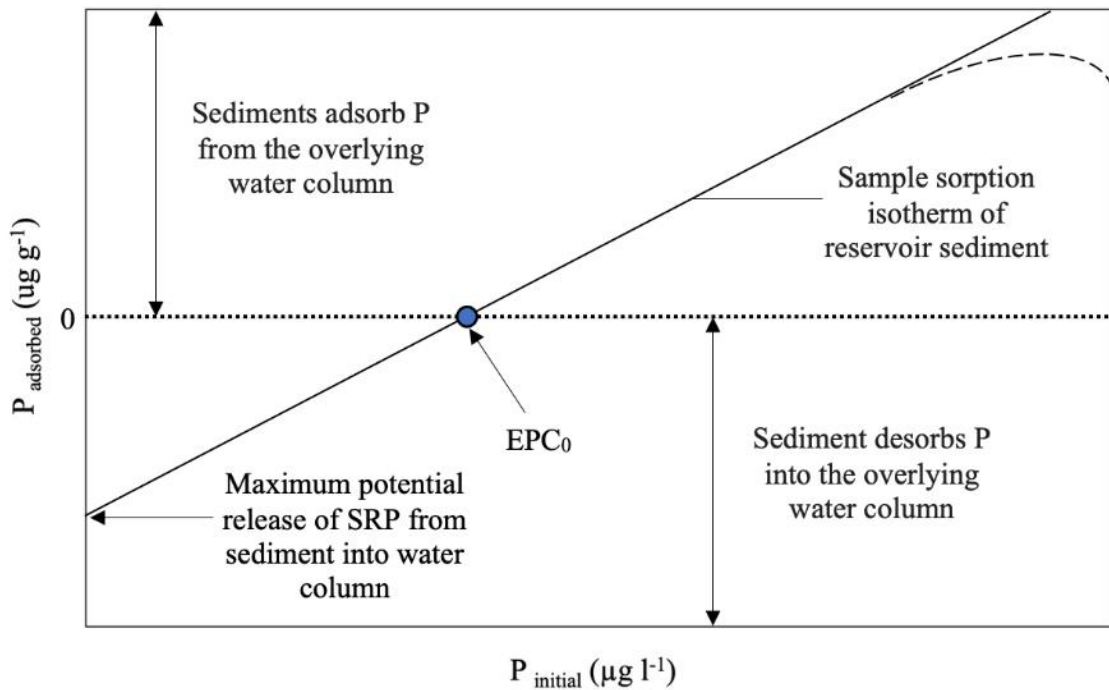 Sediments adsorb P
from the overlying
water column
Sample sorption
isotherm of
reservoir sediment
P adsorbed (ug g⁻¹)
0
EPC₀
Sediment desorbs P
into the overlying
water column
Maximum potential
release of SRP from
sediment into water
column
P initial (µg l⁻¹)